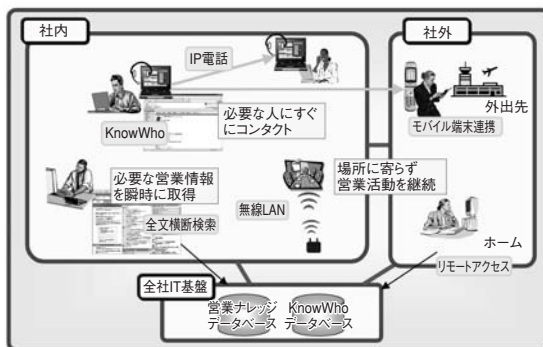 社内
社外
IP電話
KnowWho
必要な人にすぐ
にコンタクト
外出先
モバイル端末連携
必要な営業情報
を瞬時に取得
全文横断検索
無線LAN
場所に寄らず
営業活動を継続
ホーム
リモートアクセス
全社IT基盤
営業ナレッジ
データベース
KnowWho
データベース